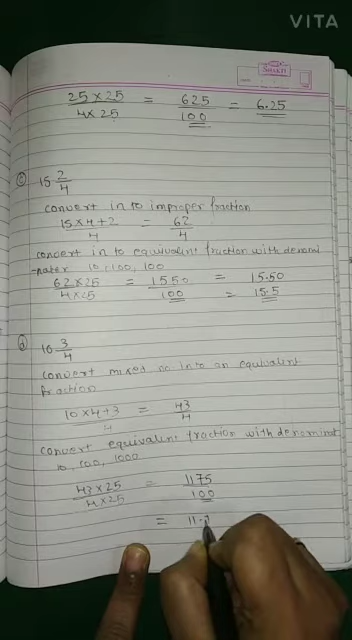 VITA
SHAKTI
25 × 25 / 4 × 25 = 625 / 100 = 6.25
(c) 15 2/4
convert in to improper fraction
15 × 4 + 2 / 4 = 62 / 4
convert in to equivalent fraction with denomi
-nater 10, 100, 100
62 × 25 / 4 × 25 = 1550 / 100 = 15.50
= 15.5
(d) 10 3/4
convert mixed no into an equivalent
fraction
10 × 4 + 3 / 4 = 43 / 4
convert equivalent fraction with denominat
10, 100, 1000
43 × 25 / 4 × 25 = 1175 / 100
= 11.